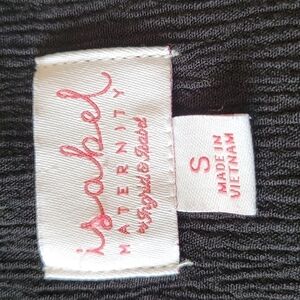 isabel
MATERNITY
by Ingrid & Isabel
S
MADE IN
VIETNAM